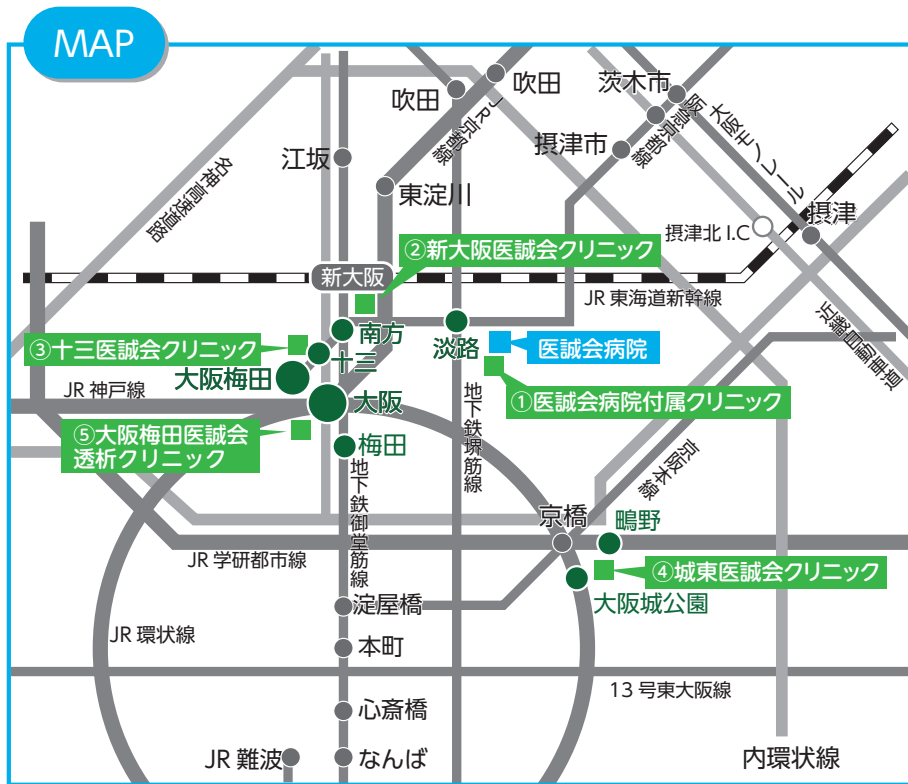 MAP
吹田
吹田
茨木市
JR京都線
阪急京都線
大阪モノレール
摂津市
江坂
名神高速道路
東淀川
摂津
摂津北 I.C
②新大阪医誠会クリニック
新大阪
JR 東海道新幹線
近畿自動車道
南方
淡路
医誠会病院
③十三医誠会クリニック
十三
大阪梅田
①医誠会病院付属クリニック
JR 神戸線
大阪
⑤大阪梅田医誠会
透析クリニック
梅田
地下鉄堺筋線
地下鉄御堂筋線
京阪本線
京橋
鴫野
JR 学研都市線
④城東医誠会クリニック
大阪城公園
淀屋橋
JR 環状線
本町
13 号東大阪線
心斎橋
JR 難波
なんば
内環状線